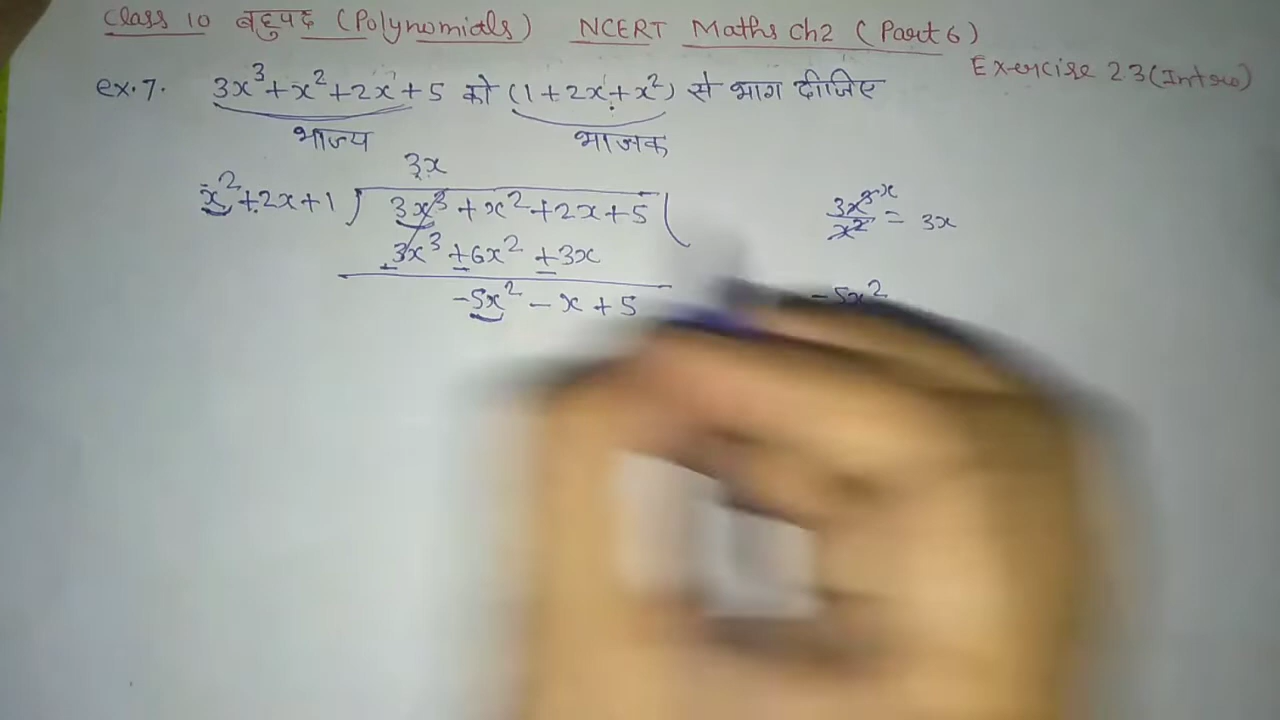 Class 10 बहुपद (Polynomials) NCERT Maths Ch2 (Part 6)
Exercise 2.3 (Intro)
ex.7. 3x³+x²+2x+5 को (1+2x+x²) से भाग दीजिए
भाज्य भाजक
3x
x²+2x+1 ) 3x³+x²+2x+5 (
3x³+6x²+3x
- - -
-5x²-x+5
3x³/x² = 3x
x
-5x²